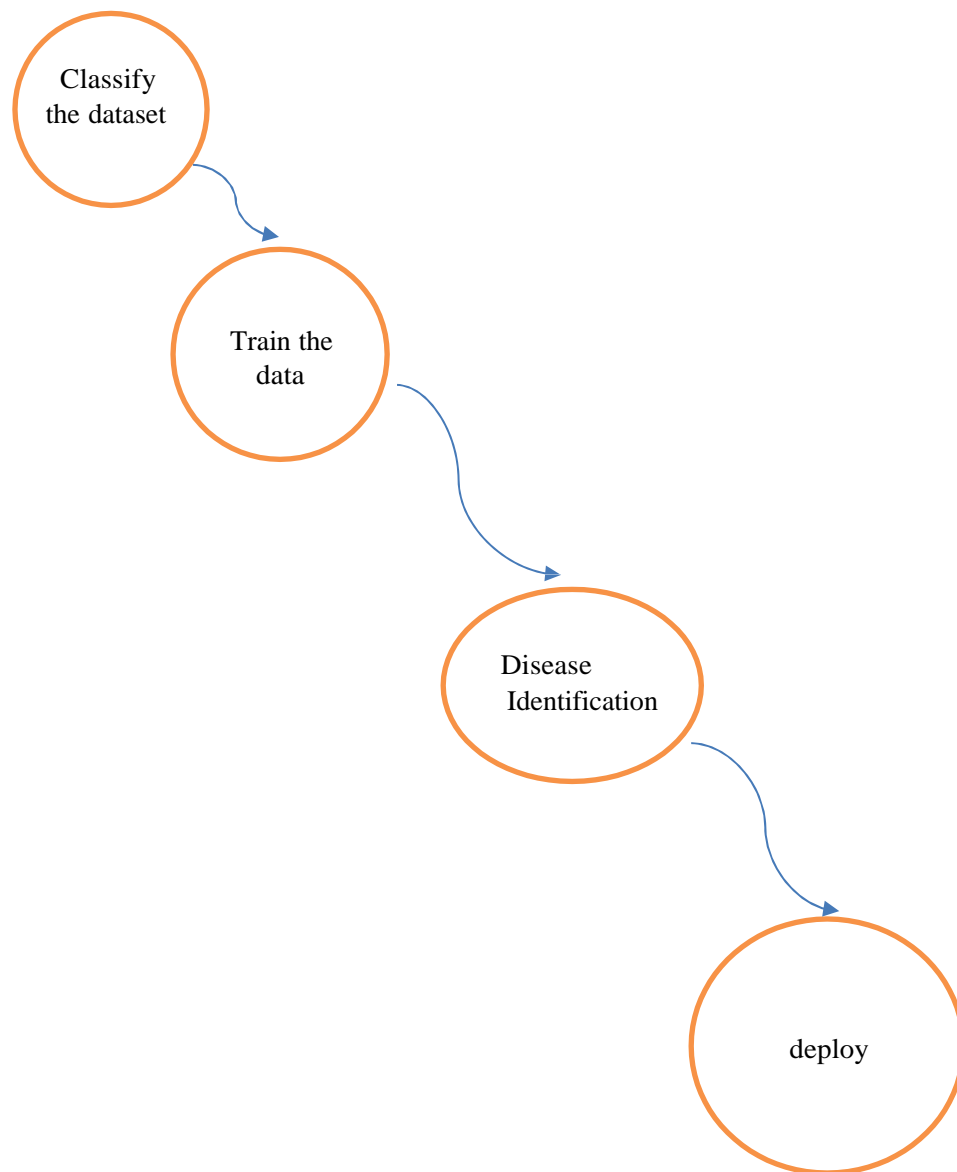 Classify
the dataset
Train the
data
Disease
Identification
deploy